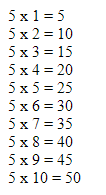 5 x 1 = 5
5 x 2 = 10
5 x 3 = 15
5 x 4 = 20
5 x 5 = 25
5 x 6 = 30
5 x 7 = 35
5 x 8 = 40
5 x 9 = 45
5 x 10 = 50